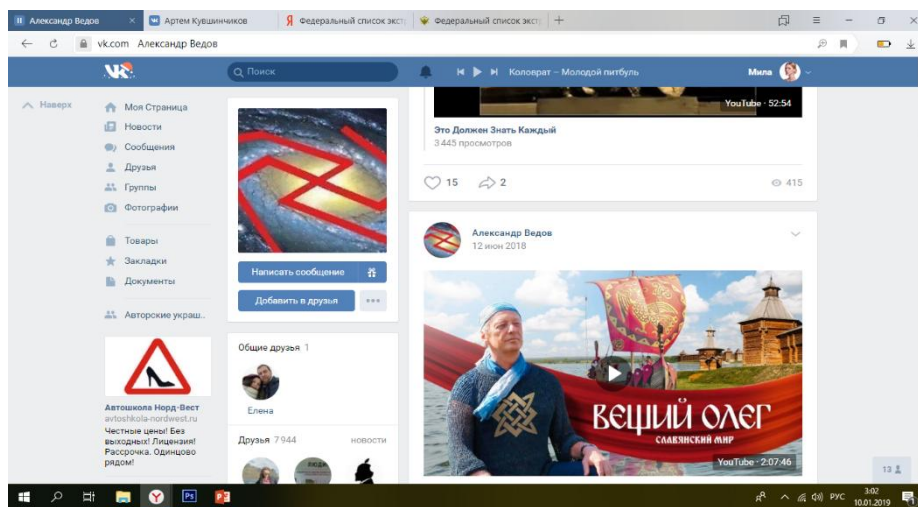 Александр Ведов
Артем Кувшинчиков
Федеральный список экст
Федеральный список экст
vk.com Александр Ведов
Поиск
Коловрат – Молодой питбуль
Мила
Наверх
Моя Страница
Новости
Сообщения
Друзья
Группы
Фотографии
Товары
Закладки
Документы
Авторские украш..
Автошкола Норд-Вест
avtoshkola-nordwest.ru
Честные цены! Без
выходных! Лицензия!
Рассрочка. Одинцово
рядом!
Написать сообщение
Добавить в друзья
Общие друзья 1
Елена
Друзья 7 944
новости
YouTube · 52:54
Это Должен Знать Каждый
3 445 просмотров
15
2
415
Александр Ведов
12 июн 2018
ВЕЩИЙ ОЛЕГ
СЛАВЯНСКИЙ МИР
YouTube · 2:07:46
13
Ps
РУС
3:02
10.01.2019